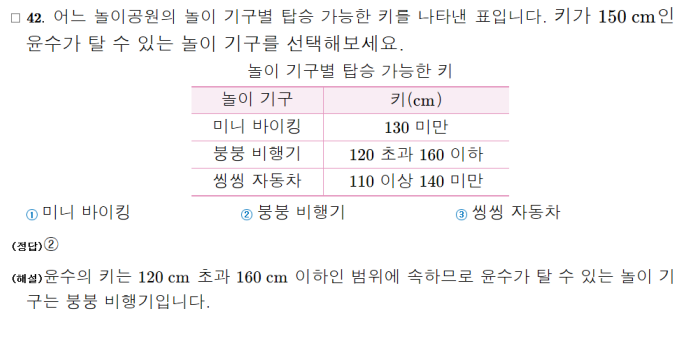 □ 42. 어느 놀이공원의 놀이 기구별 탑승 가능한 키를 나타낸 표입니다. 키가 150 cm인
윤수가 탈 수 있는 놀이 기구를 선택해보세요.
놀이 기구별 탑승 가능한 키
놀이 기구 키(cm)
미니 바이킹 130 미만
붕붕 비행기 120 초과 160 이하
씽씽 자동차 110 이상 140 미만
① 미니 바이킹 ② 붕붕 비행기 ③ 씽씽 자동차
(정답)②
(해설)윤수의 키는 120 cm 초과 160 cm 이하인 범위에 속하므로 윤수가 탈 수 있는 놀이 기
구는 붕붕 비행기입니다.